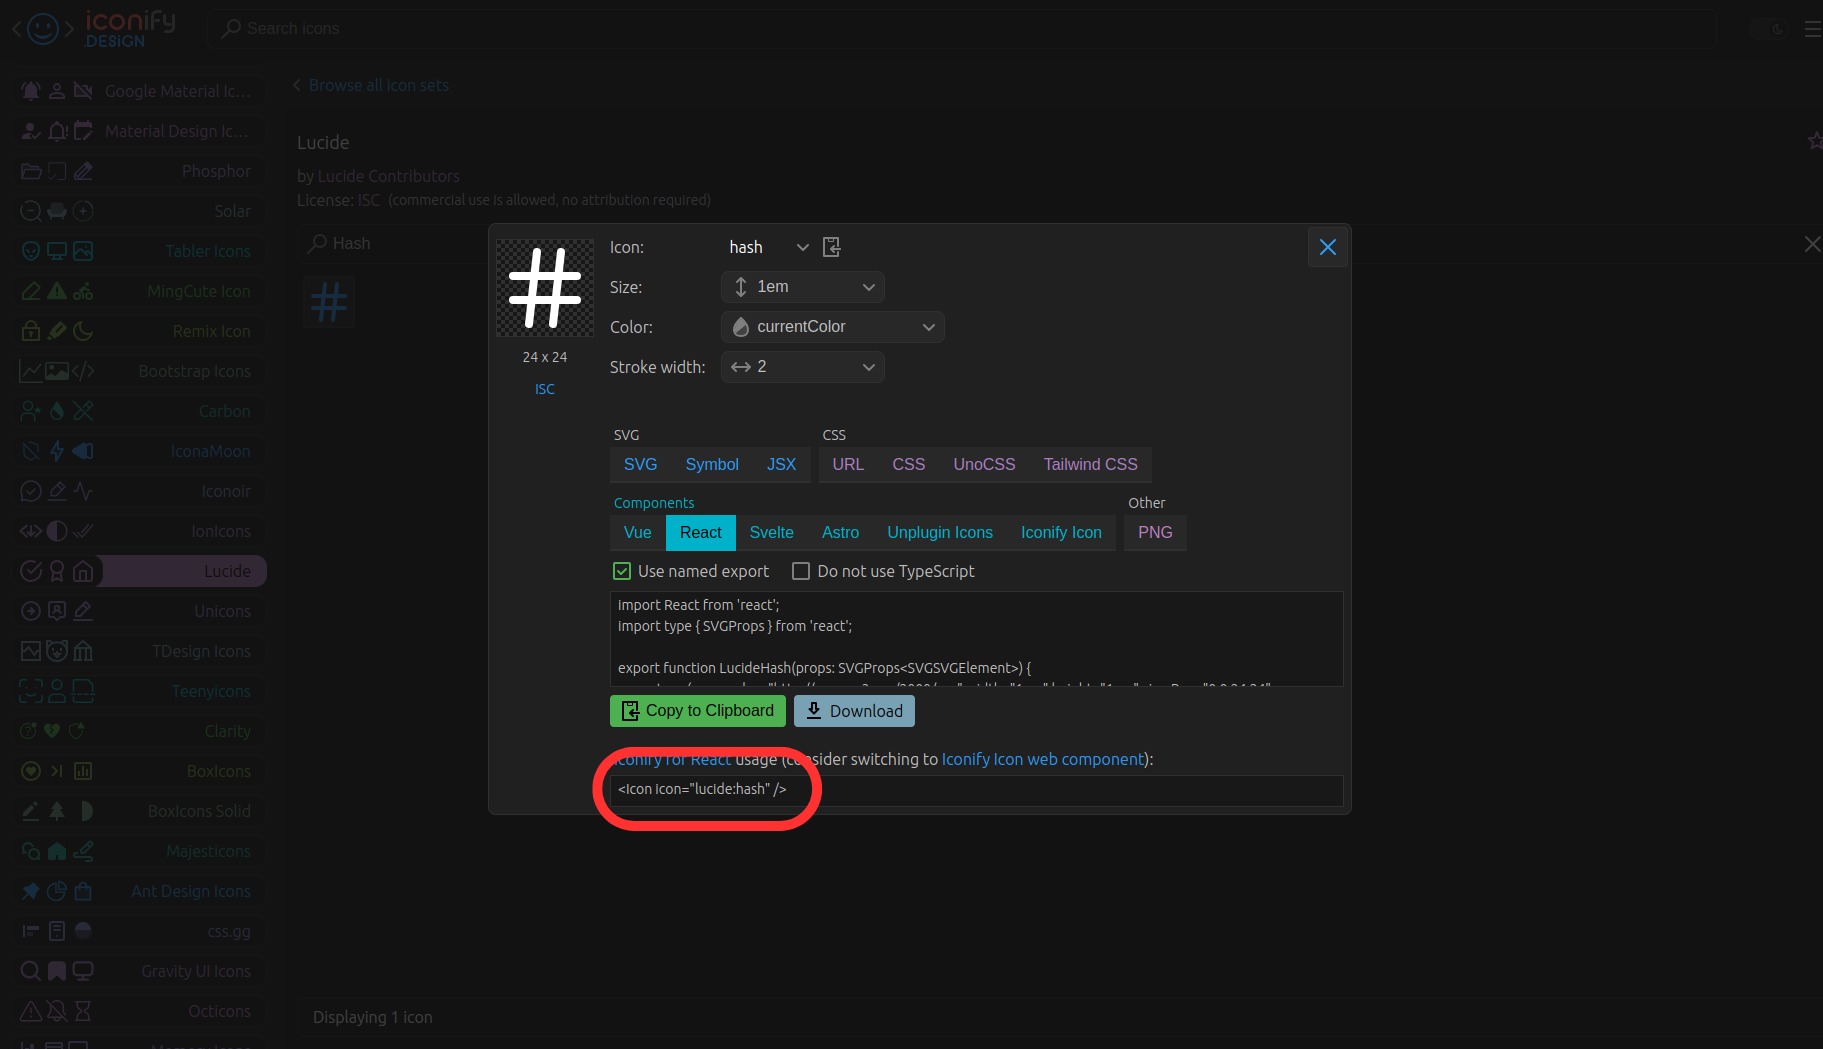 iconiFy
.DESiGN
Search icons
Google Material Ic...
Material Design Ic...
Phosphor
Solar
Tabler Icons
MingCute Icon
Remix Icon
Bootstrap Icons
Carbon
IconaMoon
Iconoir
IonIcons
Lucide
Unicons
TDesign Icons
Teenyicons
Clarity
BoxIcons
BoxIcons Solid
Majesticons
Ant Design Icons
css.gg
Gravity UI Icons
Octicons
Browse all icon sets
Lucide
by Lucide Contributors
License: ISC (commercial use is allowed, no attribution required)
Hash
24 x 24
ISC
Icon: hash
Size: 1em
Color: currentColor
Stroke width: 2
SVG CSS
SVG Symbol JSX URL CSS UnoCSS Tailwind CSS
Components Other
Vue React Svelte Astro Unplugin Icons Iconify Icon PNG
Use named export Do not use TypeScript
import React from 'react';
import type { SVGProps } from 'react';
export function LucideHash(props: SVGProps<SVGSVGElement>) {
Copy to Clipboard Download
Iconify for React usage (consider switching to Iconify Icon web component):
<Icon icon="lucide:hash" />
Displaying 1 icon